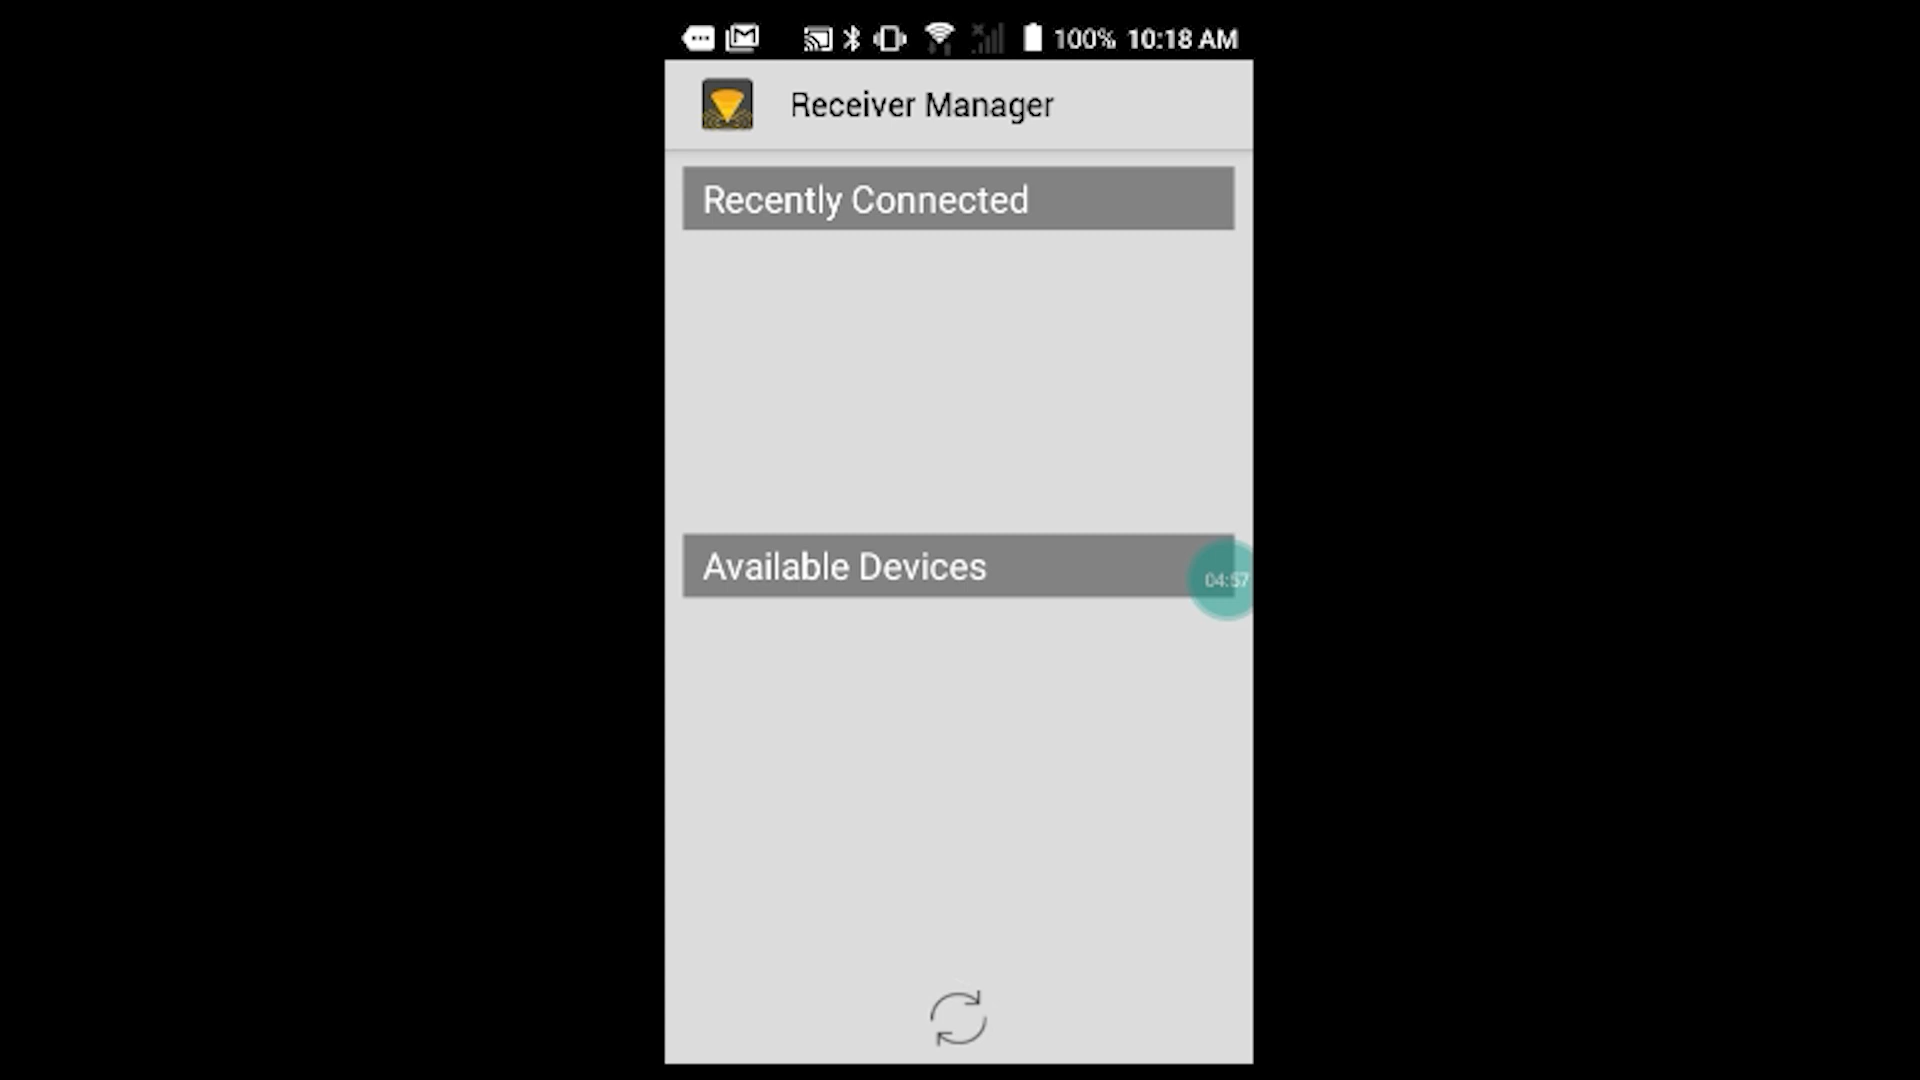 100% 10:18 AM
Receiver Manager
Recently Connected
Available Devices
04:57